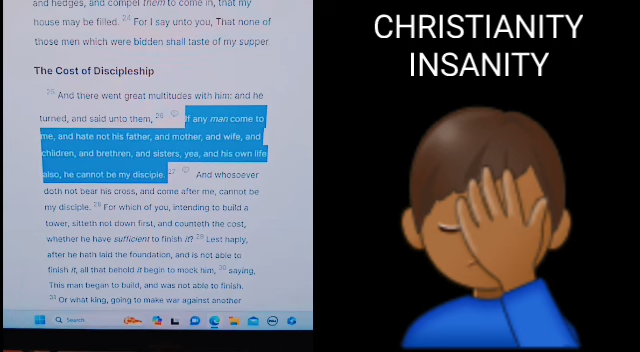 and hedges, and compel them to come in, that my
house may be filled. 24 For I say unto you, That none of
those men which were bidden shall taste of my supper
The Cost of Discipleship
25 And there went great multitudes with him: and he
turned, and said unto them, 26 If any man come to
me, and hate not his father, and mother, and wife, and
children, and brethren, and sisters, yea, and his own life
also, he cannot be my disciple. 27 And whosoever
doth not bear his cross, and come after me, cannot be
my disciple. 28 For which of you, intending to build a
tower, sitteth not down first, and counteth the cost,
whether he have sufficient to finish it? 29 Lest haply,
after he hath laid the foundation, and is not able to
finish it, all that behold it begin to mock him, 30 saying,
This man began to build, and was not able to finish.
31 Or what king, going to make war against another
Search
CHRISTIANITY
INSANITY